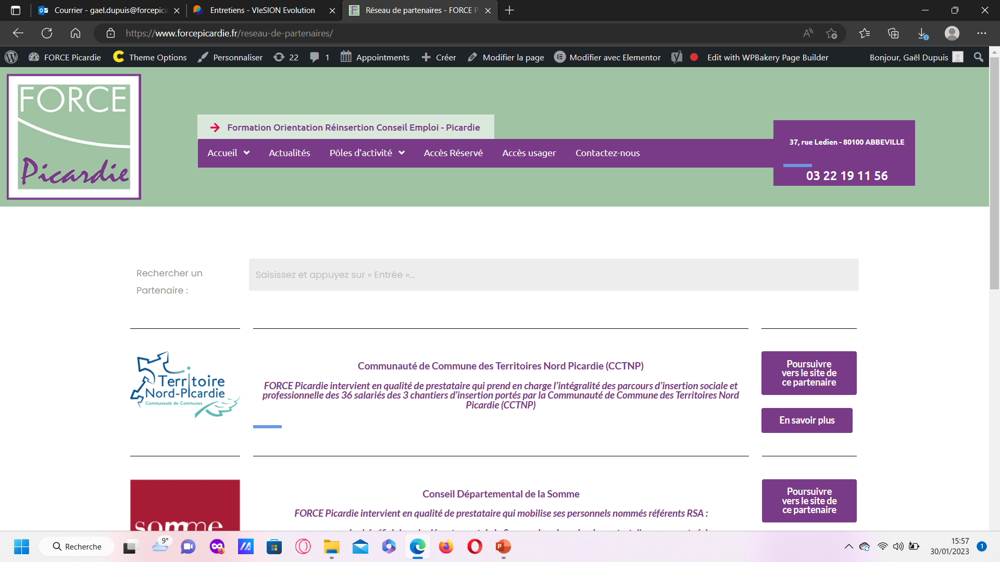 Courrier - gael.dupuis@forcepica
Entretiens - VIeSION Evolution
Réseau de partenaires - FORCE P
https://www.forcepicardie.fr/reseau-de-partenaires/
FORCE Picardie
Theme Options
Personnaliser
22
1
Appointments
Créer
Modifier la page
Modifier avec Elementor
Edit with WPBakery Page Builder
Bonjour, Gaël Dupuis
FORCE
Picardie
Formation Orientation Réinsertion Conseil Emploi - Picardie
Accueil
Actualités
Pôles d’activité
Accès Réservé
Accès usager
Contactez-nous
37, rue Ledien - 80100 ABBEVILLE
03 22 19 11 56
Rechercher un
Partenaire :
Saisissez et appuyez sur « Entrée »...
Territoire
Nord-Picardie
Communauté de Communes
Communauté de Commune des Territoires Nord Picardie (CCTNP)
FORCE Picardie intervient en qualité de prestataire qui prend en charge l’intégralité des parcours d’insertion sociale et
professionnelle des 36 salariés des 3 chantiers d’insertion portés par la Communauté de Commune des Territoires Nord
Picardie (CCTNP)
Poursuivre
vers le site de
ce partenaire
En savoir plus
somme
Conseil Départemental de la Somme
FORCE Picardie intervient en qualité de prestataire qui mobilise ses personnels nommés référents RSA :
Poursuivre
vers le site de
ce partenaire
9°
Recherche
15:57
30/01/2023
1